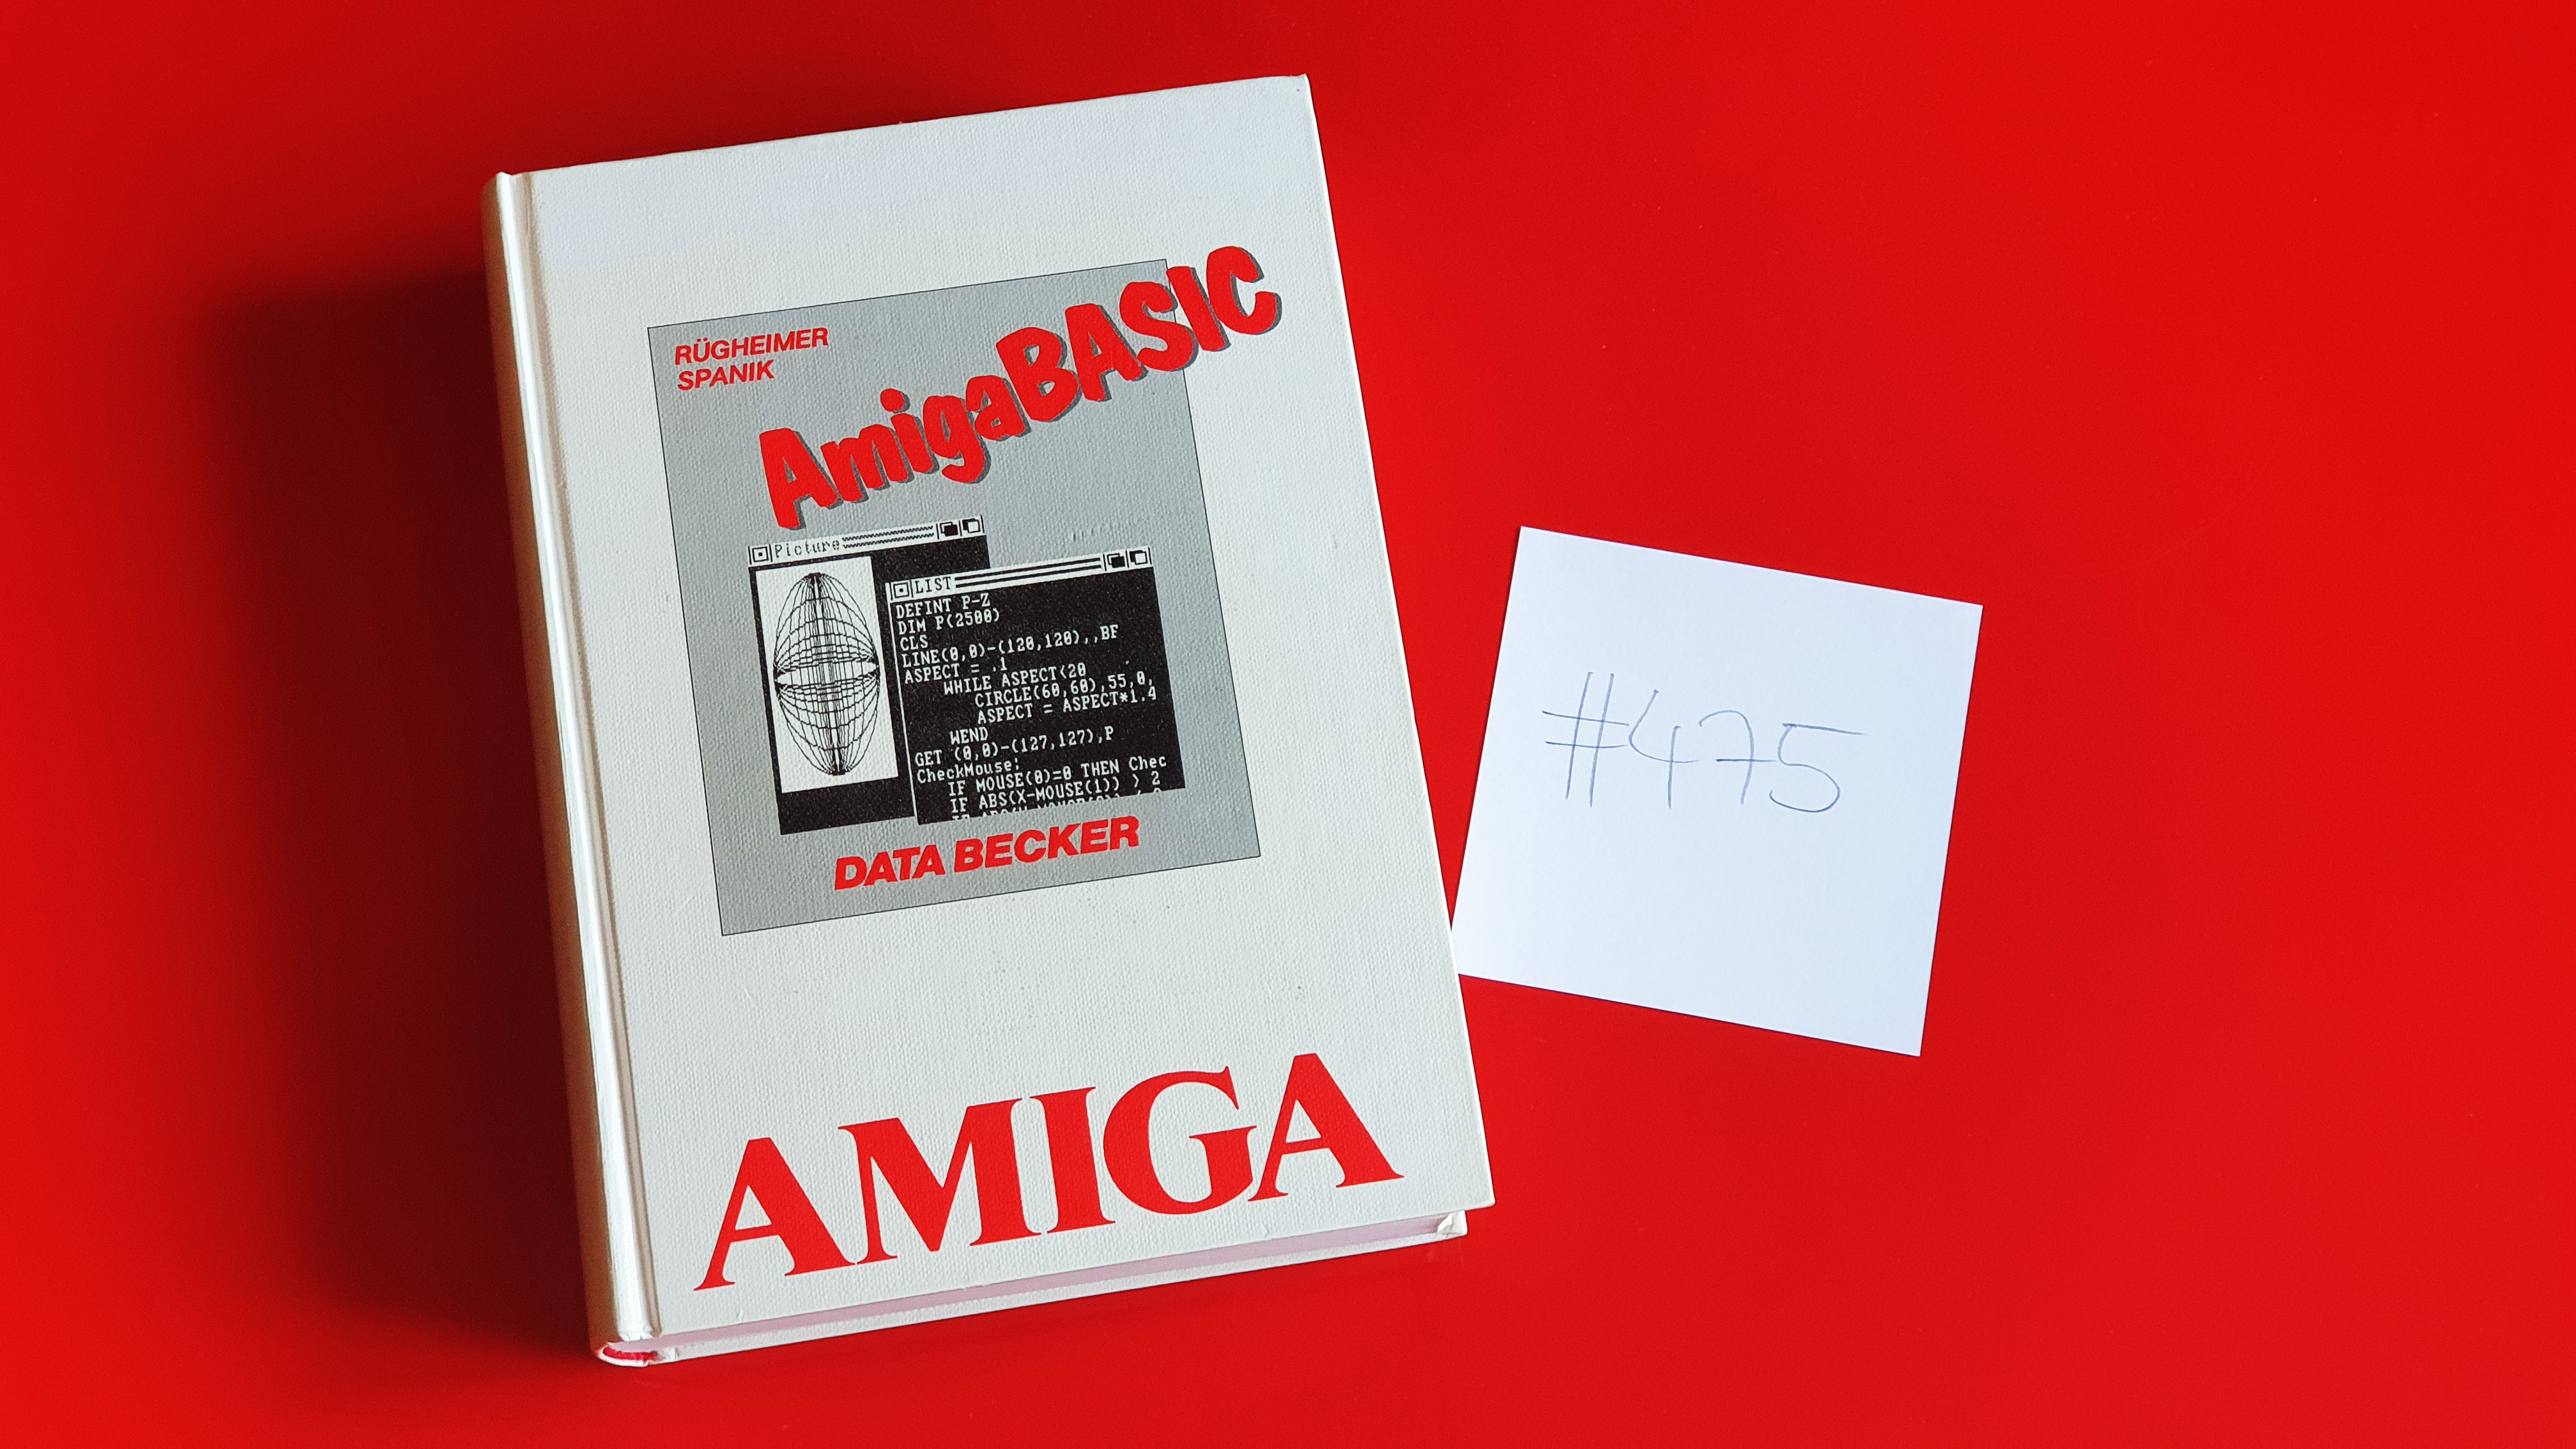 RÜGHEIMER
SPANIK
AmigaBASIC
Picture
LIST
DEFINT P-Z
DIM P(2500)
CLS
LINE(0,0)-(120,120),,BF
ASPECT = .1
WHILE ASPECT<20
CIRCLE(60,60),55,0,
ASPECT = ASPECT*1.4
WEND
GET (0,0)-(127,127),P
CheckMouse:
IF MOUSE(0)=0 THEN Chec
IF ABS(X-MOUSE(1)) > 2
DATA BECKER
AMIGA
#475